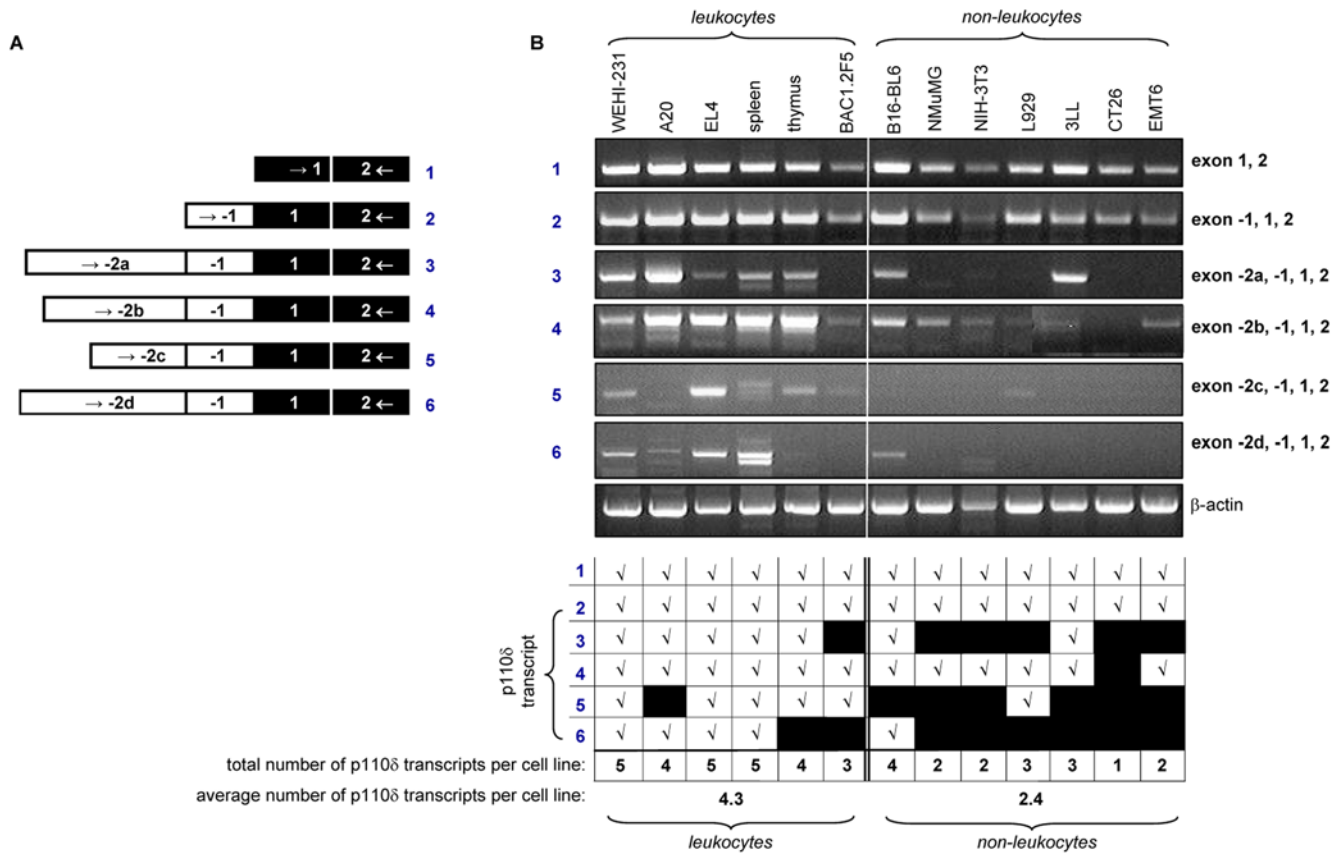 A
→ 1 2 ← 1
→ -1 1 2 ← 2
→ -2a -1 1 2 ← 3
→ -2b -1 1 2 ← 4
→ -2c -1 1 2 ← 5
→ -2d -1 1 2 ← 6
B
leukocytes non-leukocytes
WEHI-231 A20 EL4 spleen thymus BAC1.2F5 B16-BL6 NMuMG NIH-3T3 L929 3LL CT26 EMT6
1 exon 1, 2
2 exon -1, 1, 2
3 exon -2a, -1, 1, 2
4 exon -2b, -1, 1, 2
5 exon -2c, -1, 1, 2
6 exon -2d, -1, 1, 2
β-actin
p110δ
transcript
1 √ √ √ √ √ √ √ √ √ √ √ √ √
2 √ √ √ √ √ √ √ √ √ √ √ √ √
3 √ √ √ √ √ √ √
4 √ √ √ √ √ √ √ √ √ √ √ √
5 √ √ √ √ √ √
6 √ √ √ √ √
total number of p110δ transcripts per cell line: 5 4 5 5 4 3 4 2 2 3 3 1 2
average number of p110δ transcripts per cell line: 4.3 2.4
leukocytes non-leukocytes